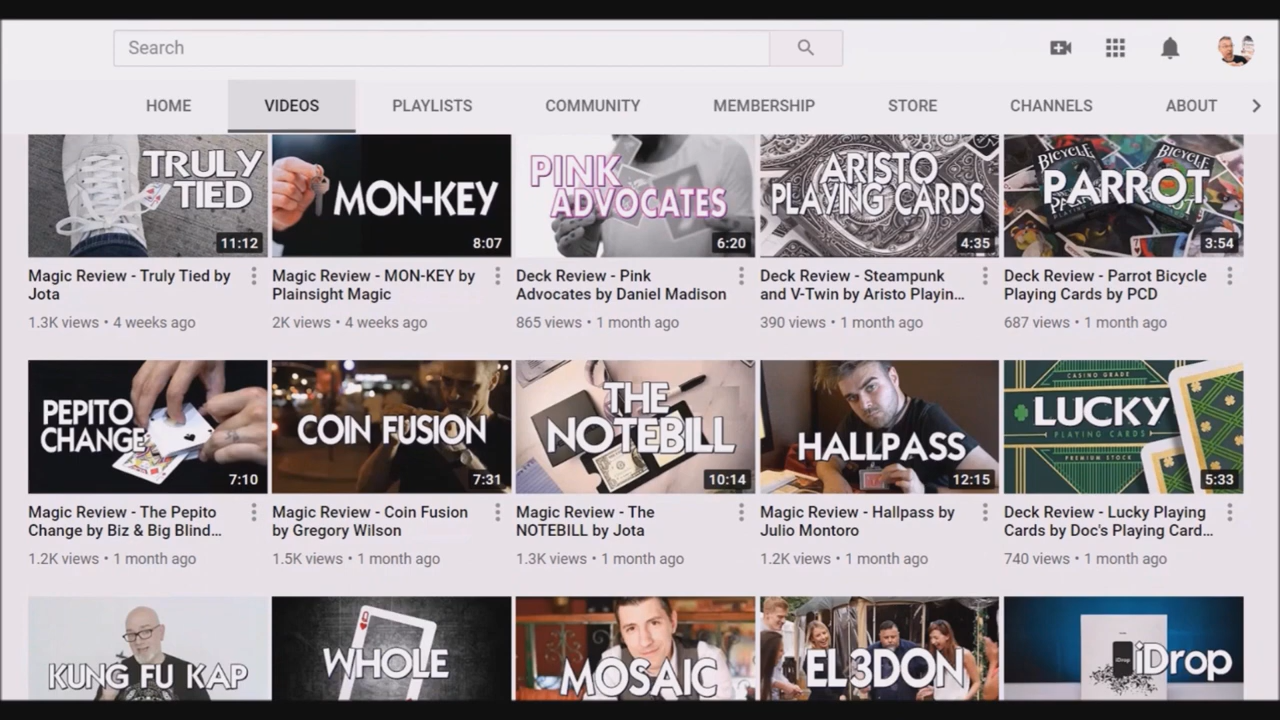 Search
HOME
VIDEOS
PLAYLISTS
COMMUNITY
MEMBERSHIP
STORE
CHANNELS
ABOUT
TRULY
TIED
11:12
MON-KEY
8:07
PINK
ADVOCATES
6:20
ARISTO
PLAYING CARDS
4:35
BICYCLE
BICYCLE
PARROT
3:54
Magic Review - Truly Tied by
Jota
1.3K views • 4 weeks ago
Magic Review - MON-KEY by
Plainsight Magic
2K views • 4 weeks ago
Deck Review - Pink
Advocates by Daniel Madison
865 views • 1 month ago
Deck Review - Steampunk
and V-Twin by Aristo Playin...
390 views • 1 month ago
Deck Review - Parrot Bicycle
Playing Cards by PCD
687 views • 1 month ago
PEPITO
CHANGE
7:10
COIN FUSION
7:31
THE
NOTEBILL
10:14
HALLPASS
12:15
CASINO GRADE
LUCKY
PLAYING CARDS
PREMIUM STOCK
5:33
Magic Review - The Pepito
Change by Biz & Big Blind...
1.2K views • 1 month ago
Magic Review - Coin Fusion
by Gregory Wilson
1.5K views • 1 month ago
Magic Review - The
NOTEBILL by Jota
1.3K views • 1 month ago
Magic Review - Hallpass by
Julio Montoro
1.2K views • 1 month ago
Deck Review - Lucky Playing
Cards by Doc's Playing Card...
740 views • 1 month ago
KUNG FU KAP
WHOLE
MOSAIC
EL3DON
iDrop
iDrop